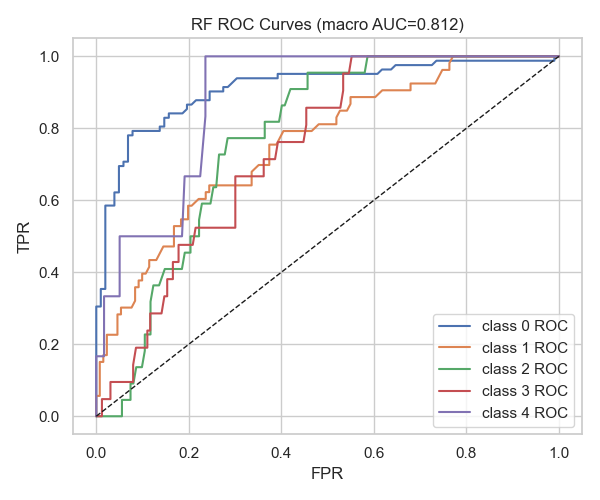 RF ROC Curves (macro AUC=0.812)
TPR
1.0
0.8
0.6
0.4
0.2
0.0
0.0 0.2 0.4 0.6 0.8 1.0
FPR
class 0 ROC
class 1 ROC
class 2 ROC
class 3 ROC
class 4 ROC